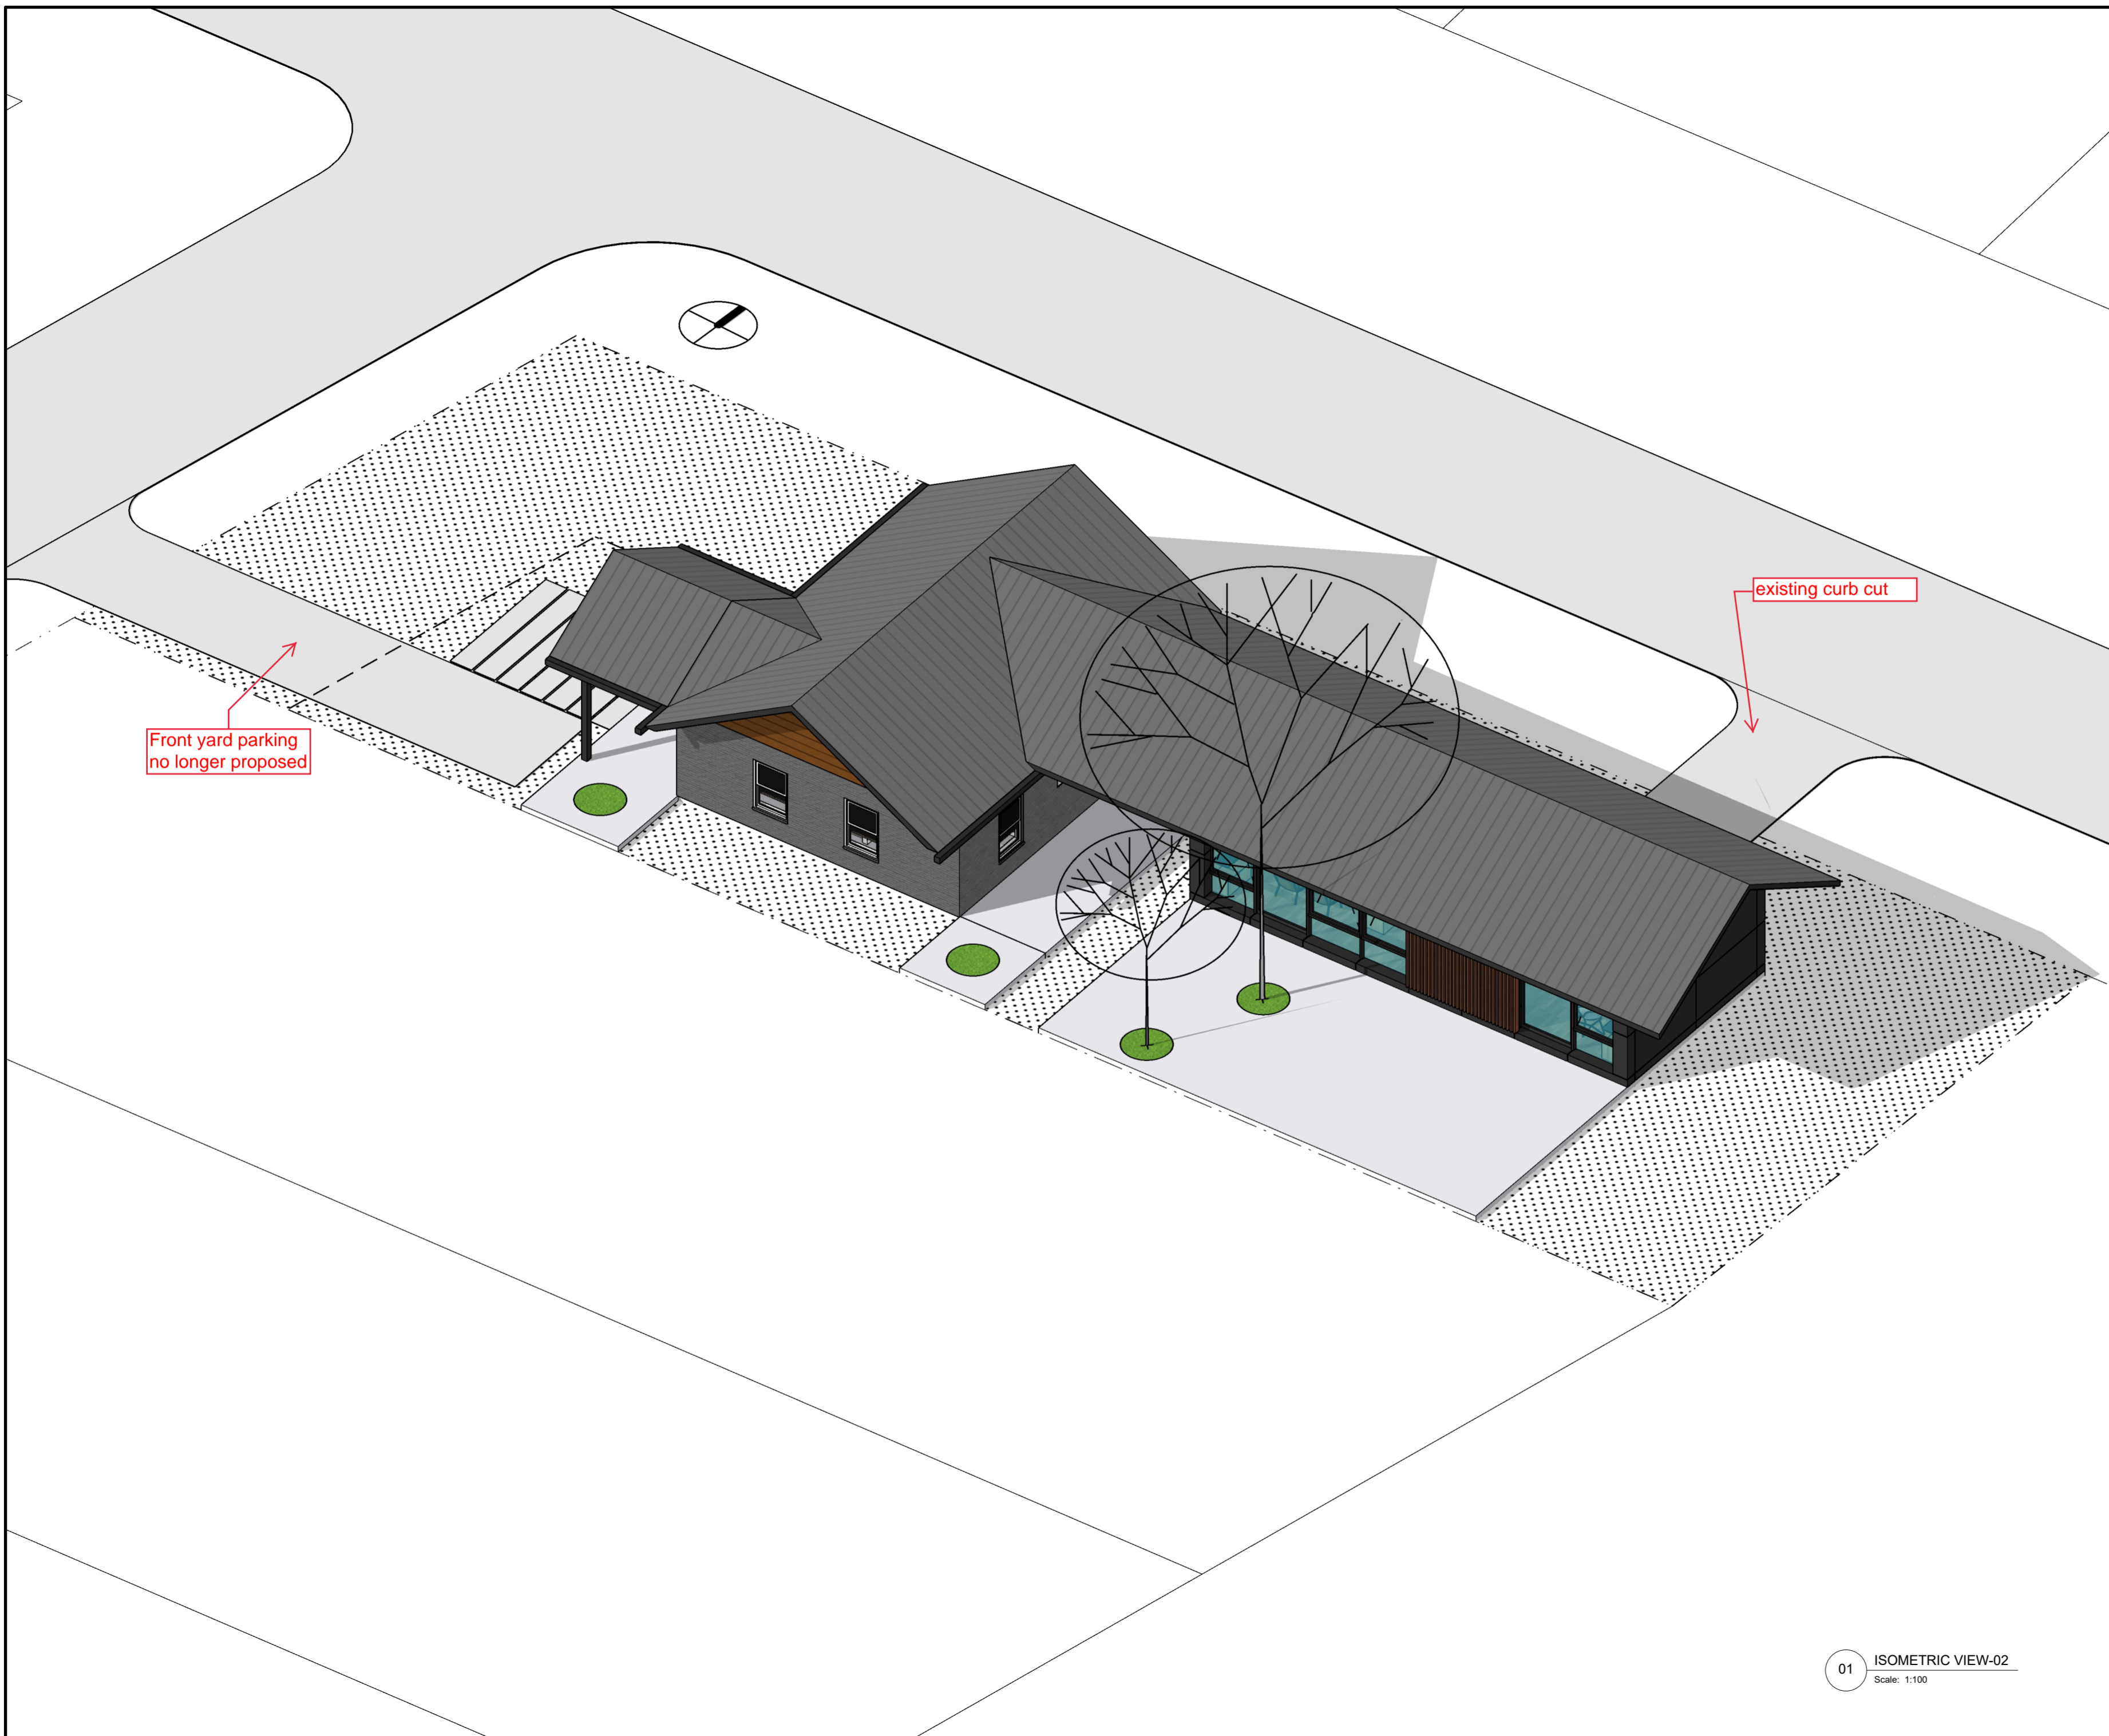 existing curb cut
Front yard parking
no longer proposed
01
ISOMETRIC VIEW-02
Scale: 1:100